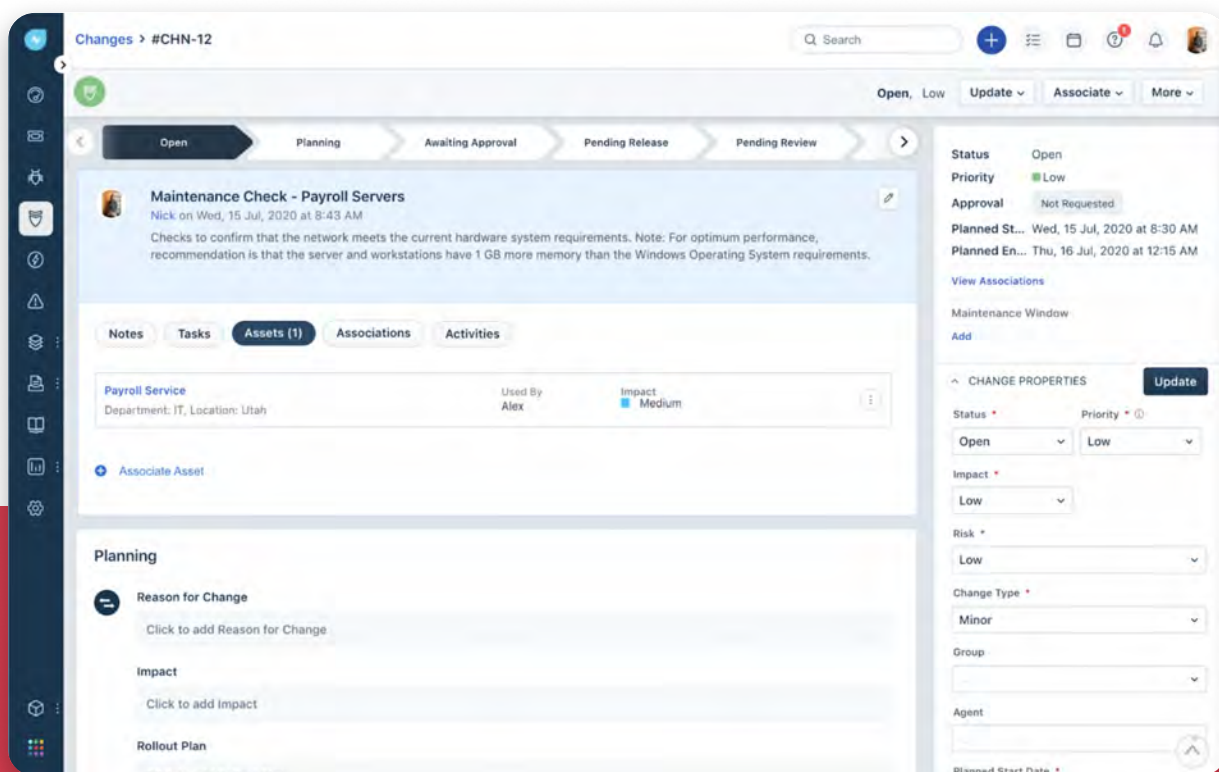 Changes > #CHN-12
Search
1
Open, Low
Update
Associate
More
Open
Planning
Awaiting Approval
Pending Release
Pending Review
Maintenance Check - Payroll Servers
Nick on Wed, 15 Jul, 2020 at 8:43 AM
Checks to confirm that the network meets the current hardware system requirements. Note: For optimum performance,
recommendation is that the server and workstations have 1 GB more memory than the Windows Operating System requirements.
Notes
Tasks
Assets (1)
Associations
Activities
Payroll Service
Department: IT, Location: Utah
Used By
Alex
Impact
Medium
Associate Asset
Planning
Reason for Change
Click to add Reason for Change
Impact
Click to add Impact
Rollout Plan
Status Open
Priority Low
Approval Not Requested
Planned St... Wed, 15 Jul, 2020 at 8:30 AM
Planned En... Thu, 16 Jul, 2020 at 12:15 AM
View Associations
Maintenance Window
Add
CHANGE PROPERTIES
Update
Status *
Priority *
Open
Low
Impact *
Low
Risk *
Low
Change Type *
Minor
Group
Agent
Planned Start Date *